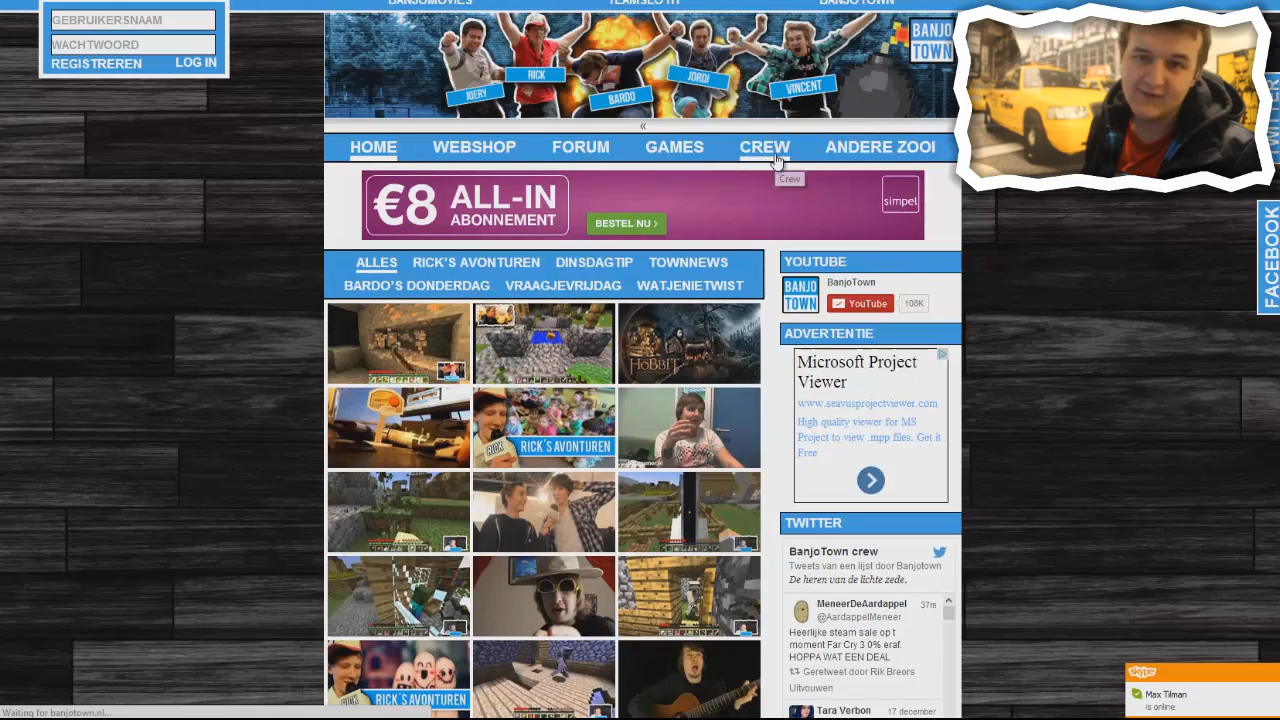 BANJOMOVIES
TEAMSLOTH
BANJOTOWN
GEBRUIKERSNAAM
WACHTWOORD
REGISTREREN LOG IN
JOERY
RICK
BARDO
JORDI
VINCENT
BANJO
TOWN
«
HOME WEBSHOP FORUM GAMES CREW ANDERE ZOOI
Crew
€8 ALL-IN
ABONNEMENT
BESTEL NU >
simpel
ALLES RICK'S AVONTUREN DINSDAGTIP TOWNNEWS
BARDO'S DONDERDAG VRAAGJEVRIJDAG WATJENIETWIST
HOBBIT
RICK
RICK'S AVONTUREN
RICK'S AVONTUREN
YOUTUBE
BANJO
TOWN
BanjoTown
YouTube 108K
ADVERTENTIE
Microsoft Project
Viewer
www.seavusprojectviewer.com
High quality viewer for MS
Project to view .mpp files. Get it
Free
TWITTER
BanjoTown crew
Tweets van een lijst door Banjotown
De heren van de lichte zede.
MeneerDeAardappel 37m
@AardappelMeneer
Heerlijke steam sale op t
moment Far Cry 3 0% eraf.
HOPPA WAT EEN DEAL
Geretweet door Rik Breors
Uitvouwen
Tara Verbon 17 december
TWITTER
FACEBOOK
skype
Max Tilman
is online
Waiting for banjotown.nl...